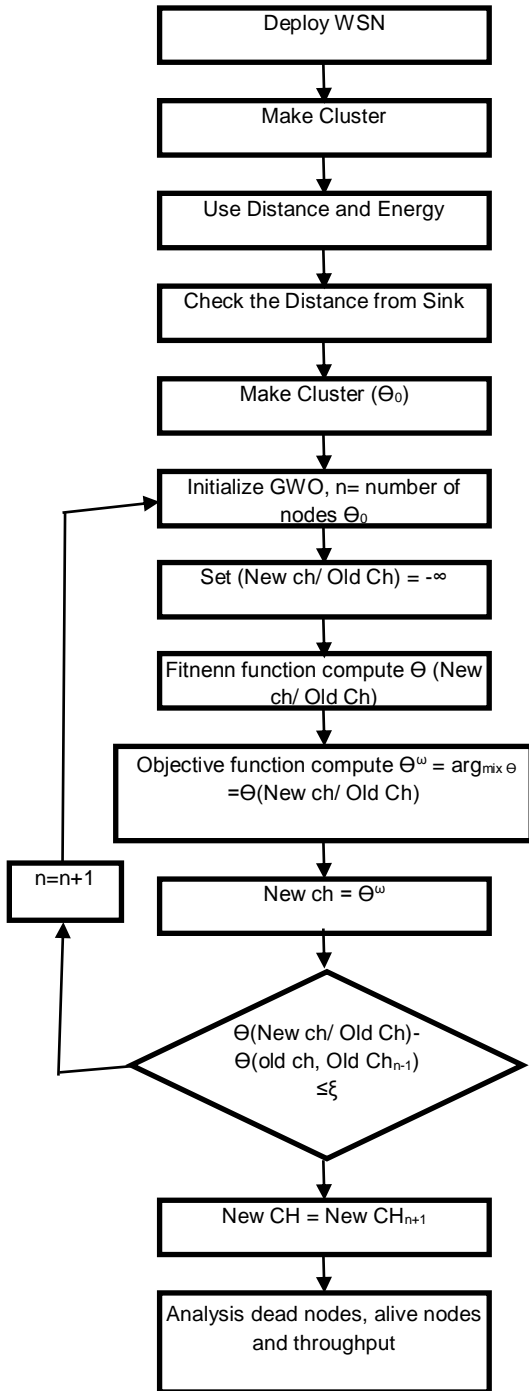 Deploy WSN
Make Cluster
Use Distance and Energy
Check the Distance from Sink
Make Cluster (ϴ₀)
Initialize GWO, n= number of
nodes ϴ₀
Set (New ch/ Old Ch) = -∞
Fitnenn function compute ϴ (New
ch/ Old Ch)
Objective function compute ϴ^ω = arg_mix ϴ
=ϴ(New ch/ Old Ch)
n=n+1
New ch = ϴ^ω
ϴ(New ch/ Old Ch)-
ϴ(old ch, Old Chₙ₋₁)
≤ξ
New CH = New CHₙ₊₁
Analysis dead nodes, alive nodes
and throughput